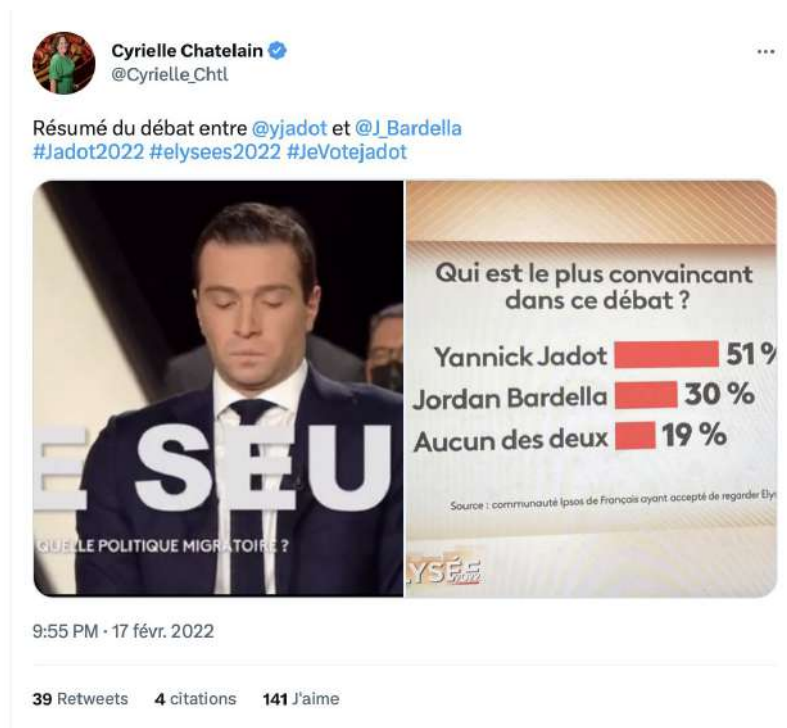 Cyrielle Chatelain
@Cyrielle_Chtl
...
Résumé du débat entre @yjadot et @J_Bardella
#Jadot2022 #elysees2022 #JeVotejadot
E SEU
QUELLE POLITIQUE MIGRATOIRE ?
Qui est le plus convaincant
dans ce débat ?
Yannick Jadot 51 %
Jordan Bardella 30 %
Aucun des deux 19 %
Source : communauté Ipsos de Français ayant accepté de regarder Ely
LYSÉE
9:55 PM · 17 févr. 2022
39 Retweets 4 citations 141 J'aime